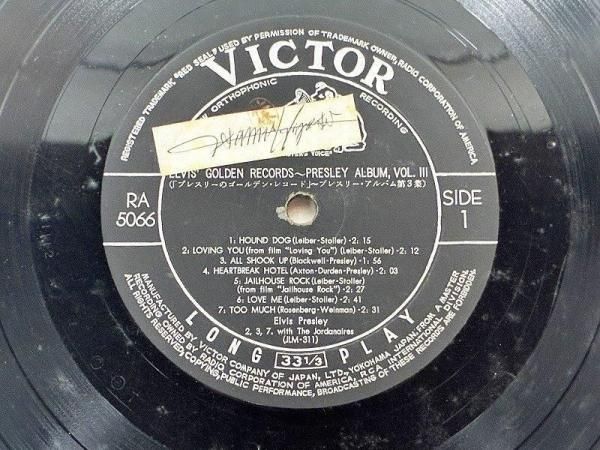 REGISTERED TRADEMARK "RED SEAL" USED BY PERMISSION OF TRADEMARK OWNER, RADIO CORPORATION OF AMERICA
VICTOR
ORTHOPHONIC RECORDING
ELVIS' GOLDEN RECORDS~PRESLEY ALBUM, VOL. III
(「プレスリーのゴールデン・レコード」~プレスリー・アルバム第3集)
RA
5066
SIDE
1
1: HOUND DOG (Leiber-Stoller) -2: 15
2: LOVING YOU (from film "Loving You") (Leiber-Stoller) -2: 12
3. ALL SHOOK UP (Blackwell-Presley) -1: 56
4. HEARTBREAK HOTEL (Axton-Durden-Presley) -2: 03
5: JAILHOUSE ROCK (Leiber-Stoller)
(from film "Jailhouse Rock") -2: 27
6: LOVE ME (Leiber-Stoller) -2: 41
7: TOO MUCH (Rosenberg-Weinman) -2: 31
Elvis Presley
2, 3, 7, with The Jordanaires
(JLM-311)
LONG 33 1/3 PLAY
MANUFACTURED BY VICTOR COMPANY OF JAPAN, LTD., YOKOHAMA JAPAN, FROM A MASTER
RECORDING OWNED BY RADIO CORPORATION OF AMERICA, RCA INTERNATIONAL DIVISION.
ALL RIGHTS RESERVED, COPYING, PUBLIC PERFORMANCE, BROADCASTING OF THESE RECORDS ARE FORBIDDEN.